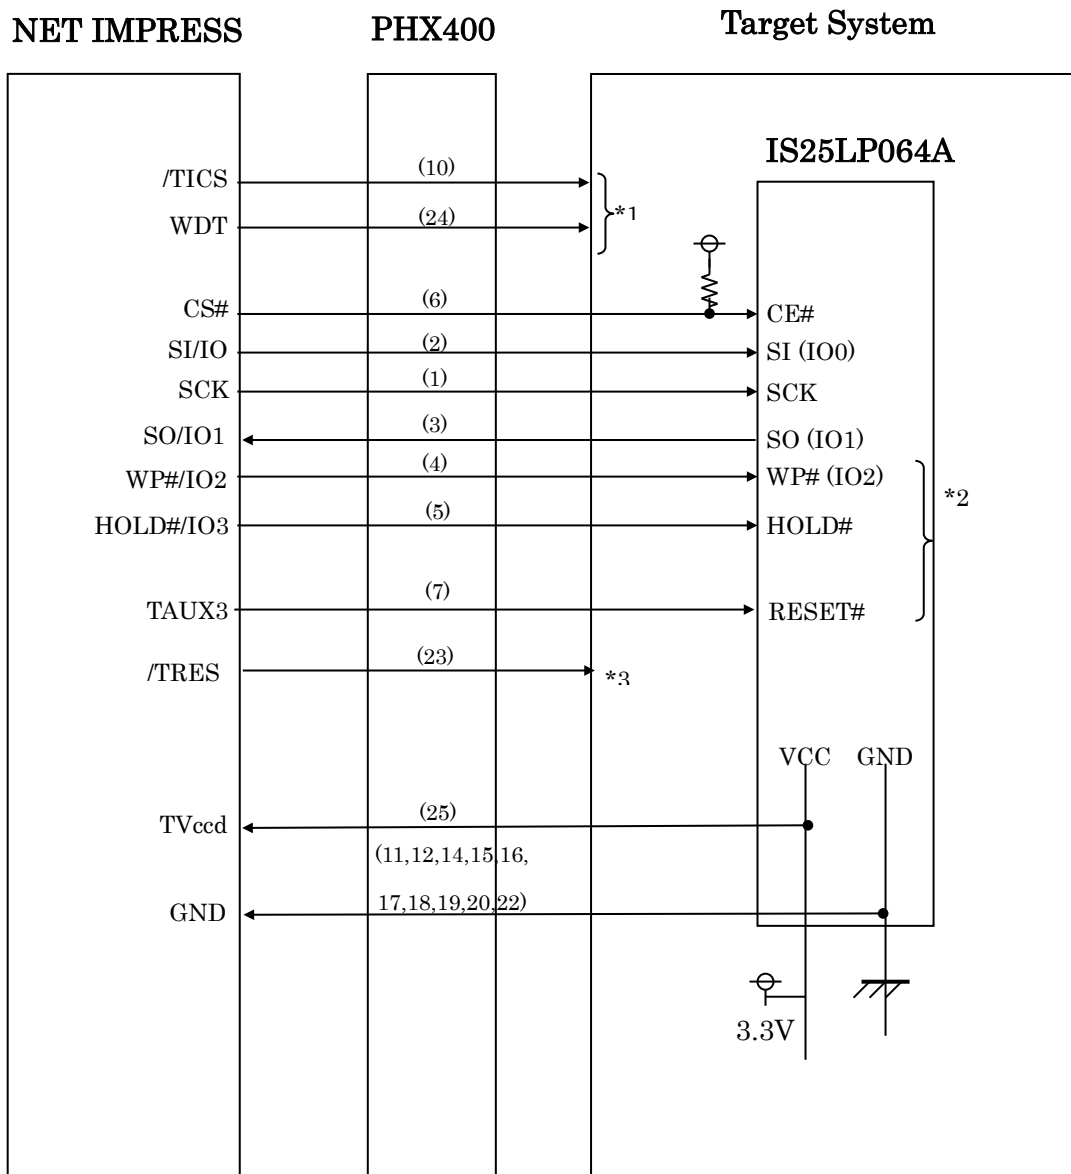 NET IMPRESS PHX400 Target System
IS25LP064A
/TICS (10)
*1
WDT (24)
CS# (6) CE#
SI/IO (2) SI (IO0)
SCK (1) SCK
SO/IO1 (3) SO (IO1)
WP#/IO2 (4) WP# (IO2)
*2
HOLD#/IO3 (5) HOLD#
TAUX3 (7) RESET#
/TRES (23) *3
VCC GND
TVccd (25)
(11,12,14,15,16,
17,18,19,20,22)
GND
3.3V